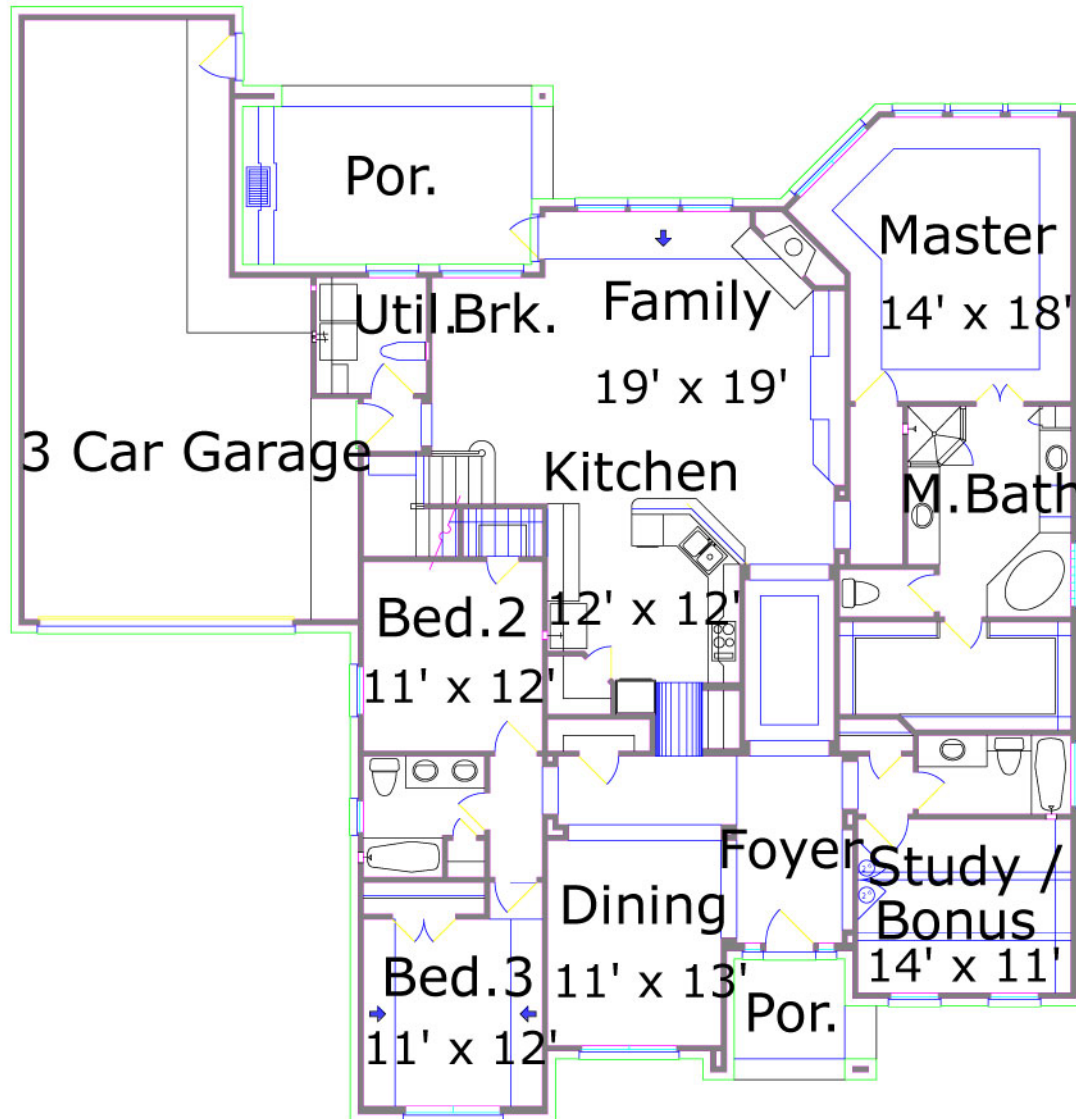 Por.
Master
14' x 18'
Util.
Brk.
Family
19' x 19'
3 Car Garage
Kitchen
12' x 12'
M.Bath
Bed.2
11' x 12'
Foyer
Study /
Bonus
14' x 11'
Dining
11' x 13'
Bed.3
11' x 12'
Por.